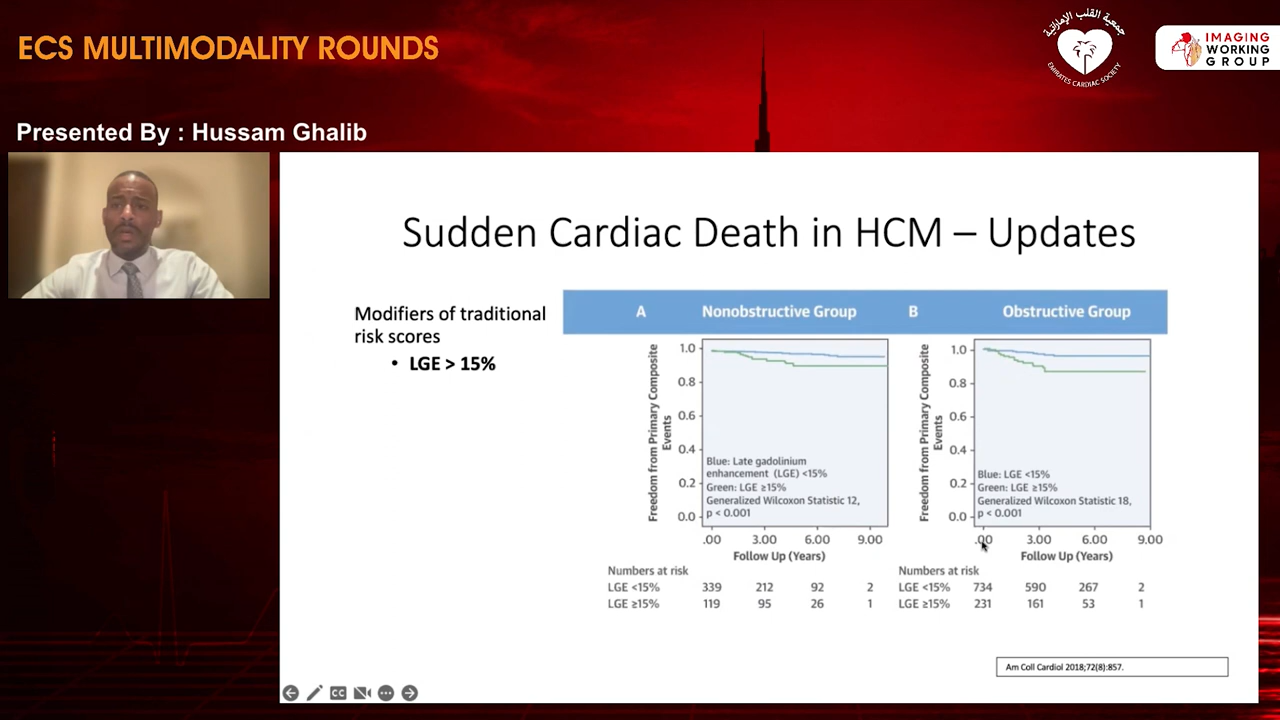 ECS MULTIMODALITY ROUNDS
جمعية القلب الإماراتية
EMIRATES CARDIAC SOCIETY
IMAGING
WORKING
GROUP
Presented By : Hussam Ghalib
Sudden Cardiac Death in HCM – Updates
Modifiers of traditional
risk scores
• LGE > 15%
A Nonobstructive Group
Freedom from Primary Composite
Events
1.0
0.8
0.6
0.4
0.2
0.0
Blue: Late gadolinium
enhancement (LGE) <15%
Green: LGE ≥15%
Generalized Wilcoxon Statistic 12,
p < 0.001
.00 3.00 6.00 9.00
Follow Up (Years)
Numbers at risk
LGE <15% 339 212 92 2
LGE ≥15% 119 95 26 1
B Obstructive Group
Freedom from Primary Composite
Events
1.0
0.8
0.6
0.4
0.2
0.0
Blue: LGE <15%
Green: LGE ≥15%
Generalized Wilcoxon Statistic 18,
p < 0.001
.00 3.00 6.00 9.00
Follow Up (Years)
Numbers at risk
LGE <15% 734 590 267 2
LGE ≥15% 231 161 53 1
Am Coll Cardiol 2018;72(8):857.
CC